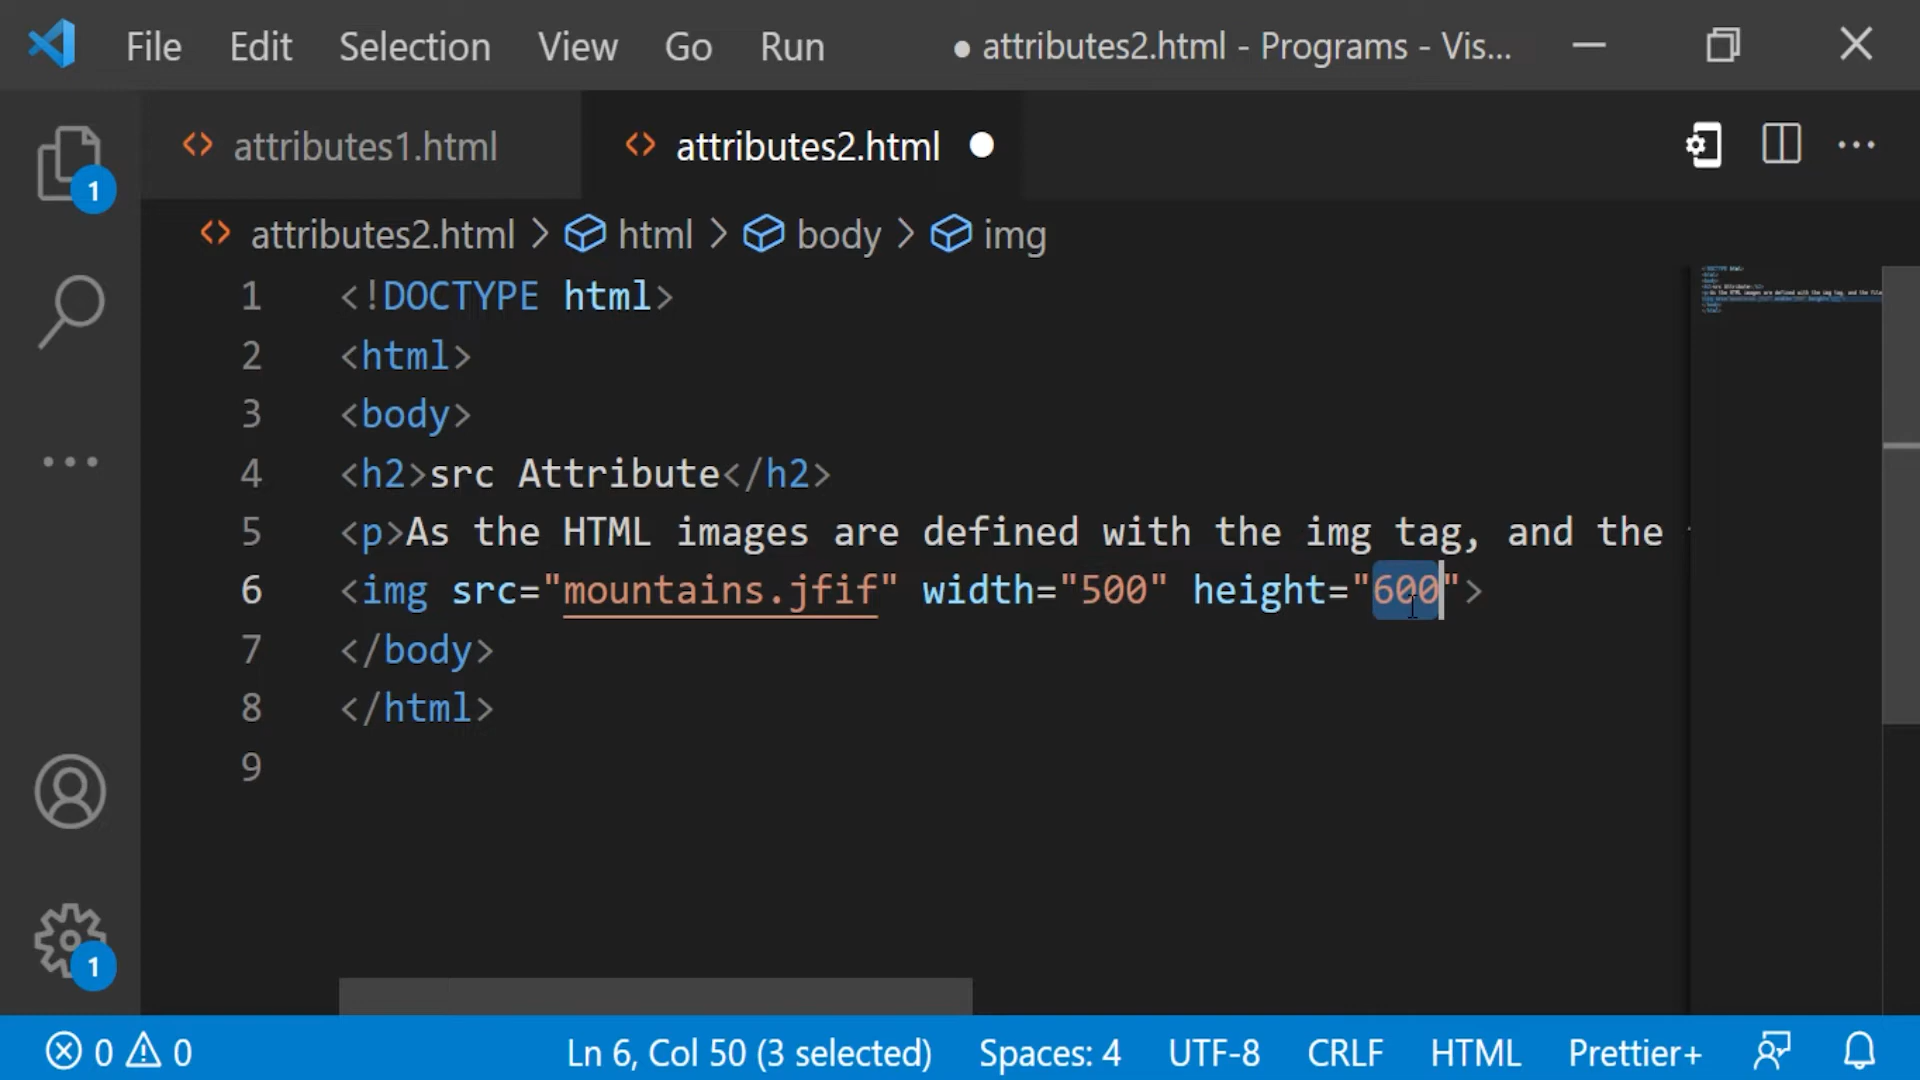 File Edit Selection View Go Run ● attributes2.html - Programs - Vis...
attributes1.html attributes2.html
attributes2.html > html > body > img
1 <!DOCTYPE html>
2 <html>
3 <body>
4 <h2>src Attribute</h2>
5 <p>As the HTML images are defined with the img tag, and the
6 <img src="mountains.jfif" width="500" height="600">
7 </body>
8 </html>
9
1
1
0 0 Ln 6, Col 50 (3 selected) Spaces: 4 UTF-8 CRLF HTML Prettier+